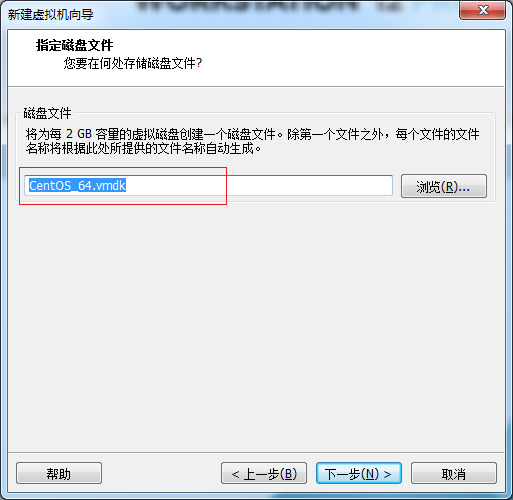 WORKSTATION 12
新建虚拟机向导
指定磁盘文件
您要在何处存储磁盘文件?
磁盘文件
将为每 2 GB 容量的虚拟磁盘创建一个磁盘文件。除第一个文件之外，每个文件的文件
名称将根据此处所提供的文件名称自动生成。
CentOS_64.vmdk
浏览(R)...
帮助
< 上一步(B)
下一步(N) >
取消